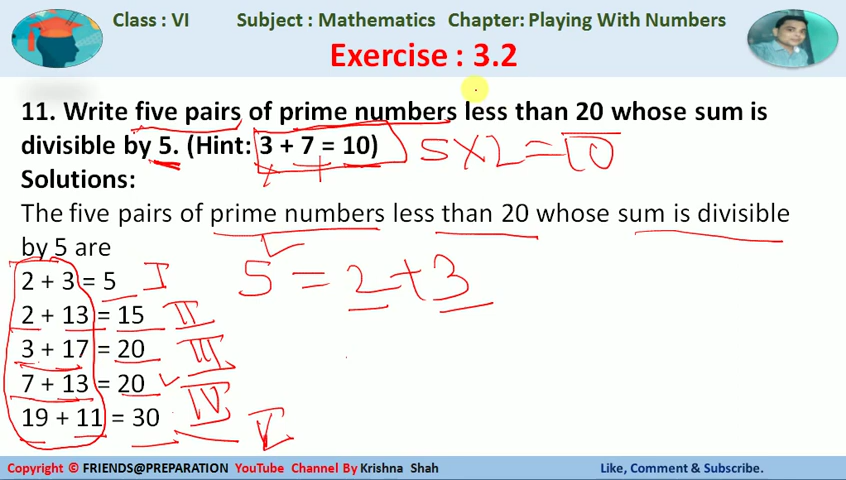 Class : VI Subject : Mathematics Chapter: Playing With Numbers
Exercise : 3.2
11. Write five pairs of prime numbers less than 20 whose sum is
divisible by 5. (Hint: 3 + 7 = 10) 5 X 2 = 10
Solutions:
The five pairs of prime numbers less than 20 whose sum is divisible
by 5 are
2 + 3 = 5 I 5 = 2 + 3
2 + 13 = 15 II
3 + 17 = 20 III
7 + 13 = 20 IV
19 + 11 = 30 V
Copyright © FRIENDS@PREPARATION YouTube Channel By Krishna Shah Like, Comment & Subscribe.